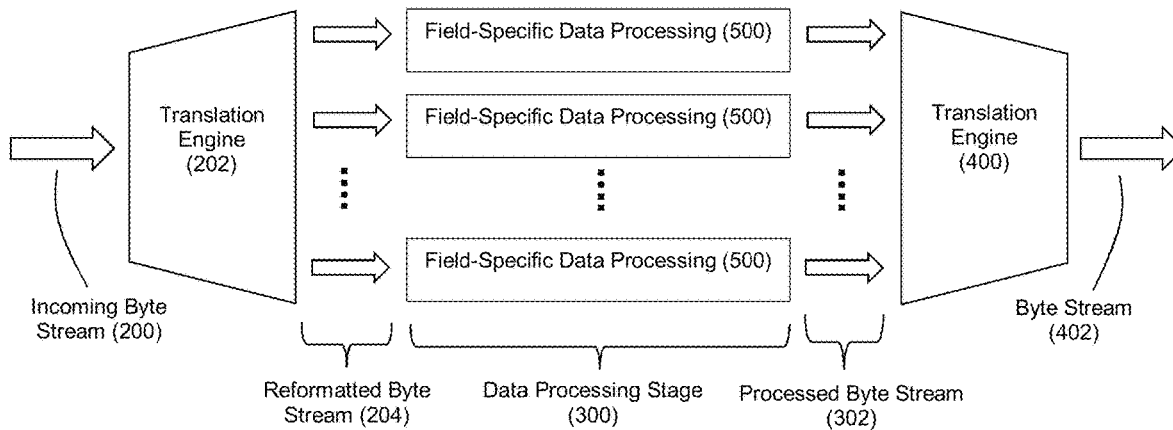 Field-Specific Data Processing (500)
Translation
Engine
(202)
Field-Specific Data Processing (500)
Translation
Engine
(400)
Field-Specific Data Processing (500)
Incoming Byte
Stream (200)
Byte Stream
(402)
Reformatted Byte
Stream (204)
Data Processing Stage
(300)
Processed Byte Stream
(302)